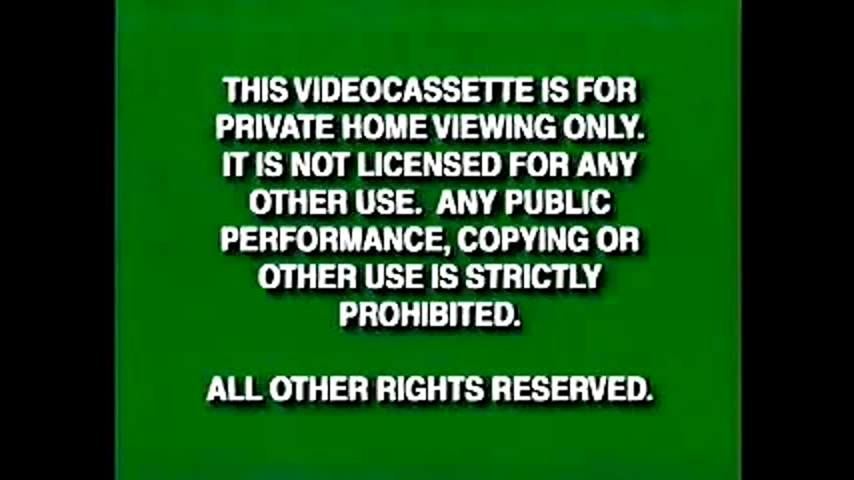 THIS VIDEOCASSETTE IS FOR
PRIVATE HOME VIEWING ONLY.
IT IS NOT LICENSED FOR ANY
OTHER USE. ANY PUBLIC
PERFORMANCE, COPYING OR
OTHER USE IS STRICTLY
PROHIBITED.
ALL OTHER RIGHTS RESERVED.